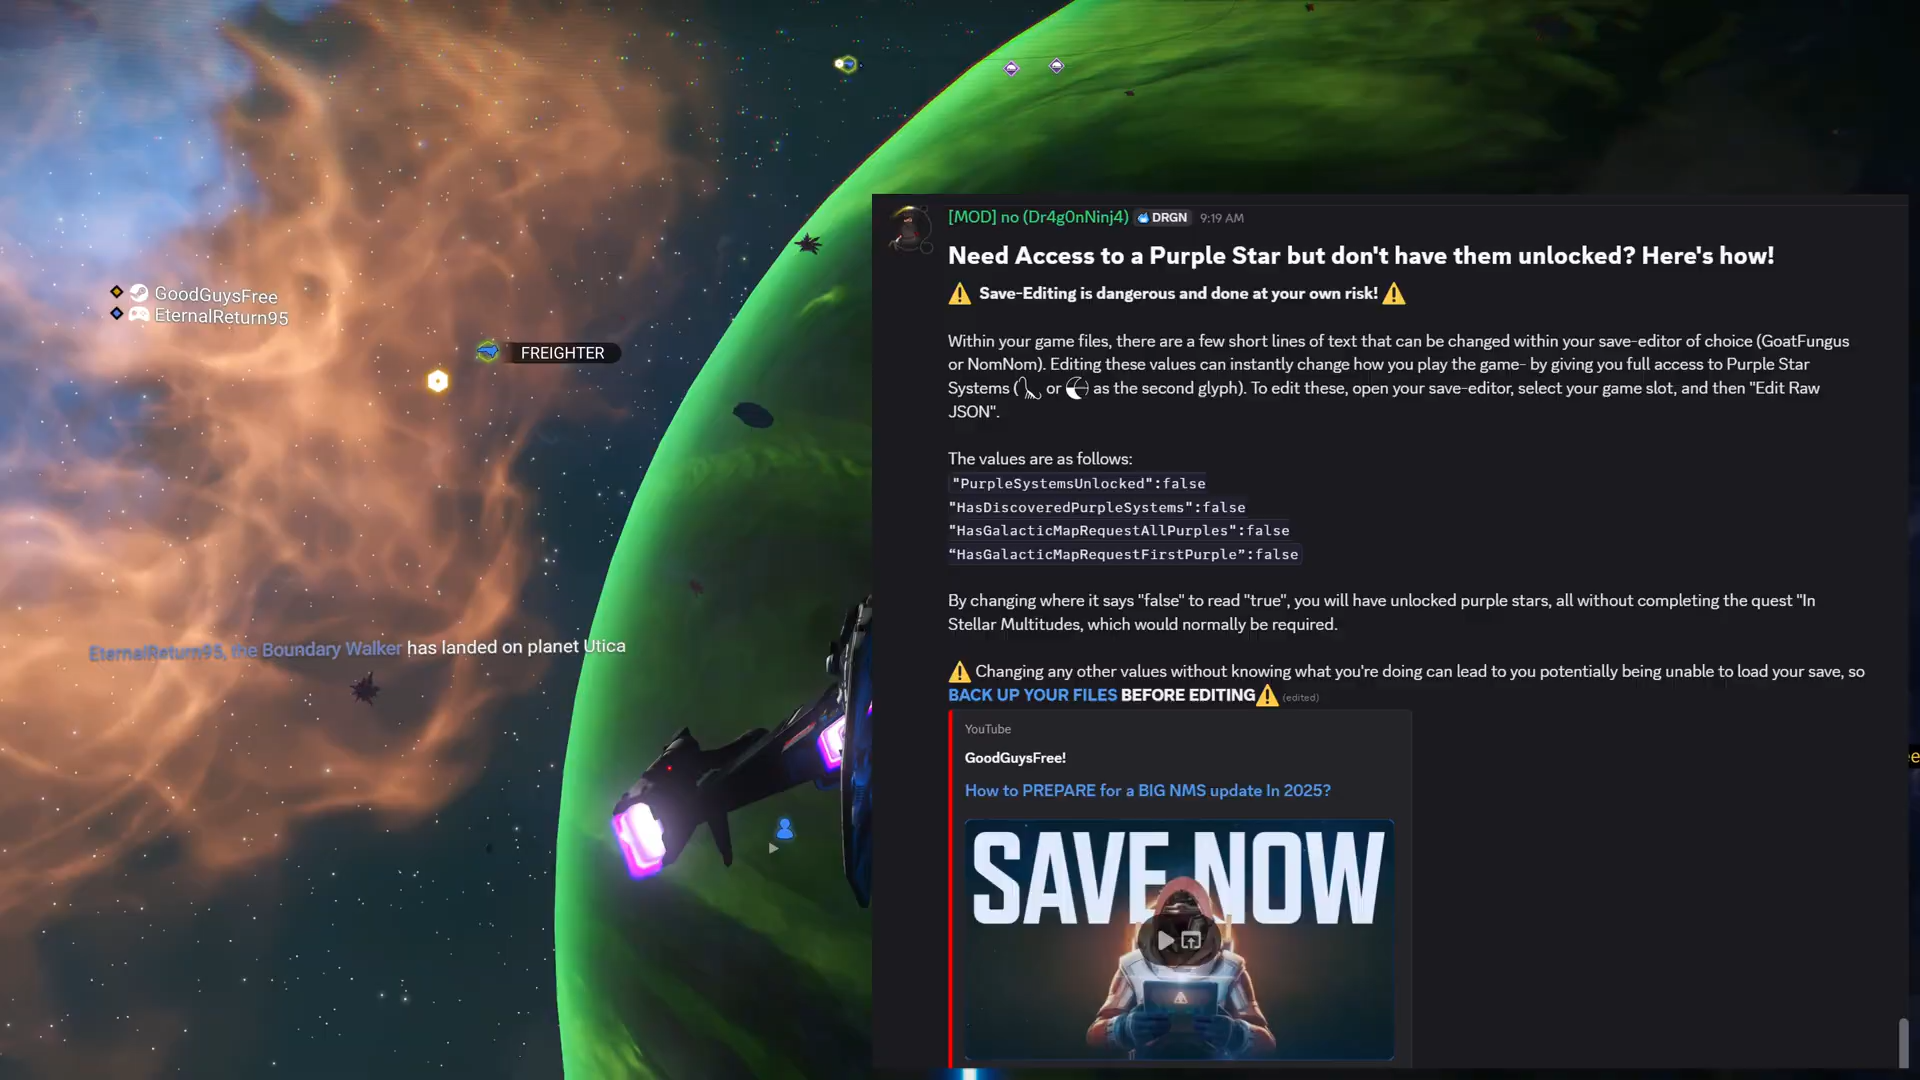 GoodGuysFree
EternalReturn95
FREIGHTER
EternalReturn95, the Boundary Walker has landed on planet Utica
[MOD] no (Dr4g0nNinj4) DRGN 9:19 AM
Need Access to a Purple Star but don't have them unlocked? Here's how!
⚠️ Save-Editing is dangerous and done at your own risk! ⚠️
Within your game files, there are a few short lines of text that can be changed within your save-editor of choice (GoatFungus
or NomNom). Editing these values can instantly change how you play the game- by giving you full access to Purple Star
Systems ( or as the second glyph). To edit these, open your save-editor, select your game slot, and then "Edit Raw
JSON".
The values are as follows:
"PurpleSystemsUnlocked":false
"HasDiscoveredPurpleSystems":false
"HasGalacticMapRequestAllPurples":false
“HasGalacticMapRequestFirstPurple”:false
By changing where it says "false" to read "true", you will have unlocked purple stars, all without completing the quest "In
Stellar Multitudes, which would normally be required.
⚠️ Changing any other values without knowing what you're doing can lead to you potentially being unable to load your save, so
BACK UP YOUR FILES BEFORE EDITING⚠️ (edited)
YouTube
GoodGuysFree!
How to PREPARE for a BIG NMS update In 2025?
SAVE NOW